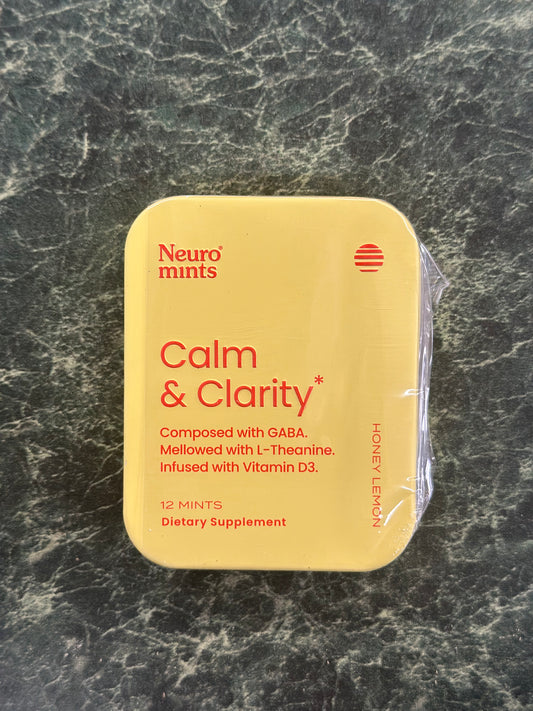 Neuro®
mints
Calm
& Clarity*
Composed with GABA.
Mellowed with L-Theanine.
Infused with Vitamin D3.
HONEY LEMON
12 MINTS
Dietary Supplement